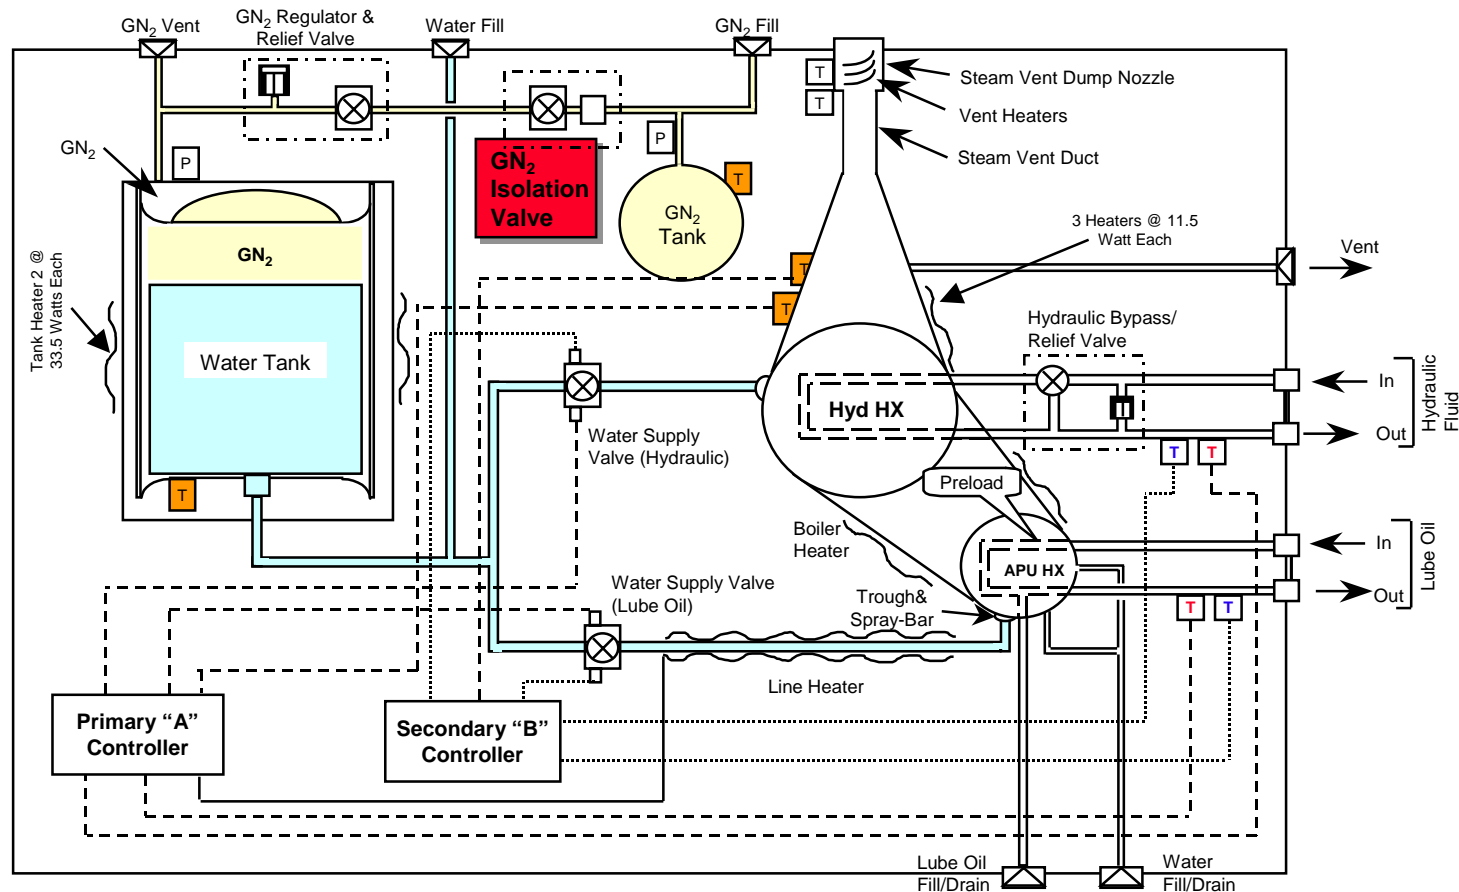 GN2 Vent
GN2 Regulator &
Relief Valve
Water Fill
GN2 Fill
T
T
Steam Vent Dump Nozzle
Vent Heaters
Steam Vent Duct
GN2
P
P
GN2
Isolation
Valve
T
GN2
Tank
3 Heaters @ 11.5
Watt Each
Vent
GN2
Tank Heater 2 @
33.5 Watts Each
T
T
Water Tank
Hydraulic Bypass/
Relief Valve
In
Out
Hydraulic
Fluid
Hyd HX
Water Supply
Valve (Hydraulic)
T
T
T
Preload
Boiler
Heater
In
Out
Lube Oil
APU HX
Water Supply Valve
(Lube Oil)
Trough&
Spray-Bar
T
T
Line Heater
Primary “A”
Controller
Secondary “B”
Controller
Lube Oil
Fill/Drain
Water
Fill/Drain